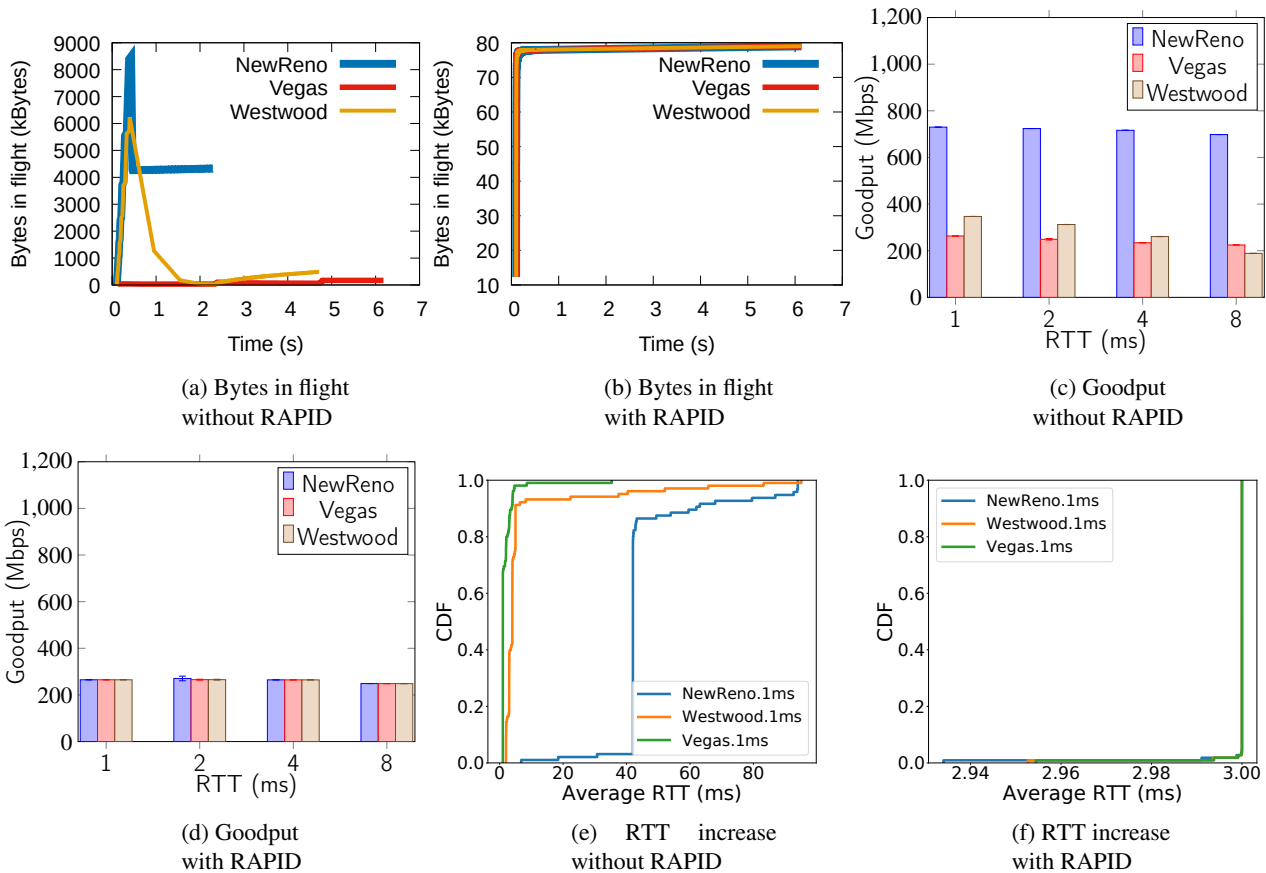 9000
8000
7000
6000
5000
4000
3000
2000
1000
0
Bytes in flight (kBytes)
NewReno
Vegas
Westwood
0 1 2 3 4 5 6 7
Time (s)
(a) Bytes in flight
without RAPID
80
70
60
50
40
30
20
10
Bytes in flight (kBytes)
NewReno
Vegas
Westwood
0 1 2 3 4 5 6 7
Time (s)
(b) Bytes in flight
with RAPID
1,200
1,000
800
600
400
200
0
Goodput (Mbps)
NewReno
Vegas
Westwood
1 2 4 8
RTT (ms)
(c) Goodput
without RAPID
1,200
1,000
800
600
400
200
0
Goodput (Mbps)
NewReno
Vegas
Westwood
1 2 4 8
RTT (ms)
(d) Goodput
with RAPID
1.0
0.8
0.6
0.4
0.2
0.0
CDF
NewReno.1ms
Westwood.1ms
Vegas.1ms
0 20 40 60 80
Average RTT (ms)
(e) RTT increase
without RAPID
1.0
0.8
0.6
0.4
0.2
0.0
CDF
NewReno.1ms
Westwood.1ms
Vegas.1ms
2.94 2.96 2.98 3.00
Average RTT (ms)
(f) RTT increase
with RAPID